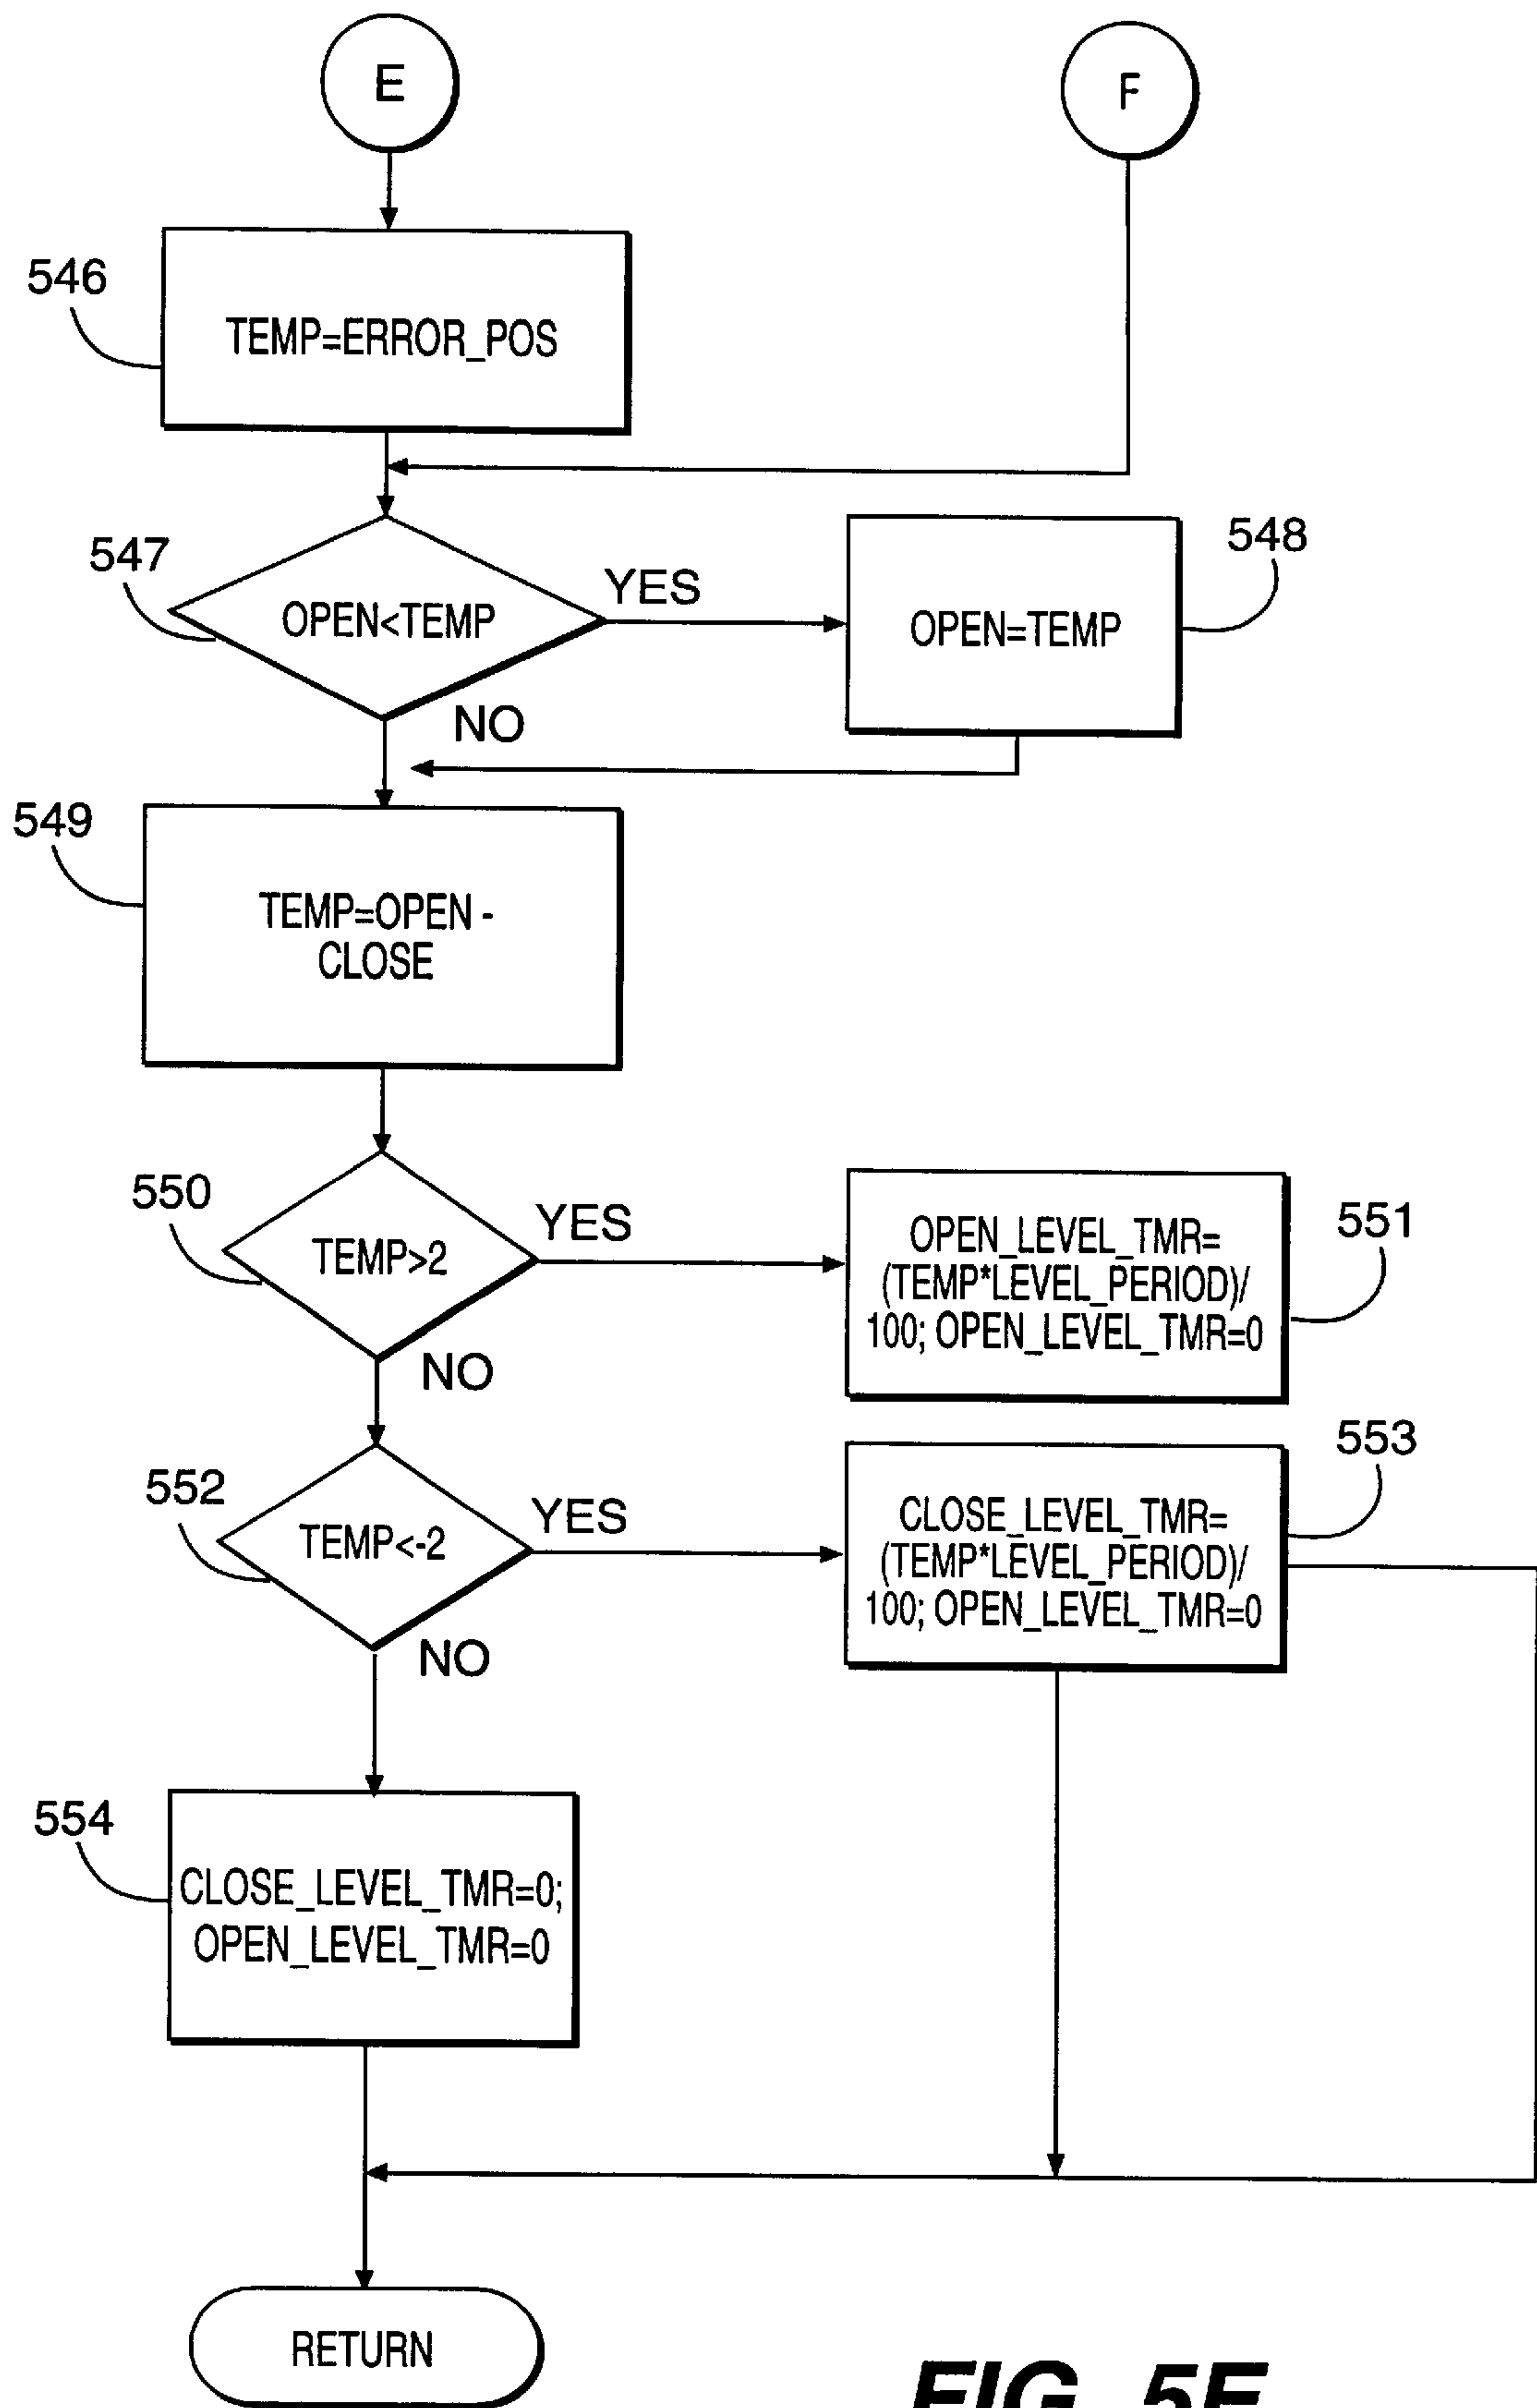 E
F
546
TEMP=ERROR_POS
547
OPEN<TEMP
YES
548
OPEN=TEMP
NO
549
TEMP=OPEN -
CLOSE
550
TEMP>2
YES
551
OPEN_LEVEL_TMR=
(TEMP*LEVEL_PERIOD)/
100; OPEN_LEVEL_TMR=0
NO
552
TEMP<-2
YES
553
CLOSE_LEVEL_TMR=
(TEMP*LEVEL_PERIOD)/
100; OPEN_LEVEL_TMR=0
NO
554
CLOSE_LEVEL_TMR=0;
OPEN_LEVEL_TMR=0
RETURN
FIG. 5E